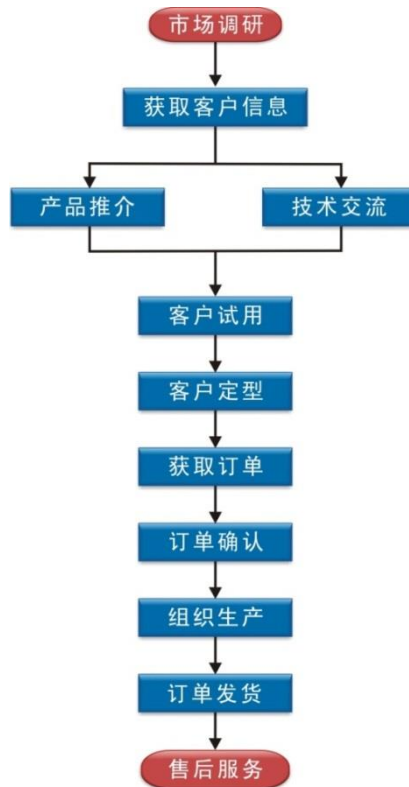 市场调研
获取客户信息
产品推介
技术交流
客户试用
客户定型
获取订单
订单确认
组织生产
订单发货
售后服务